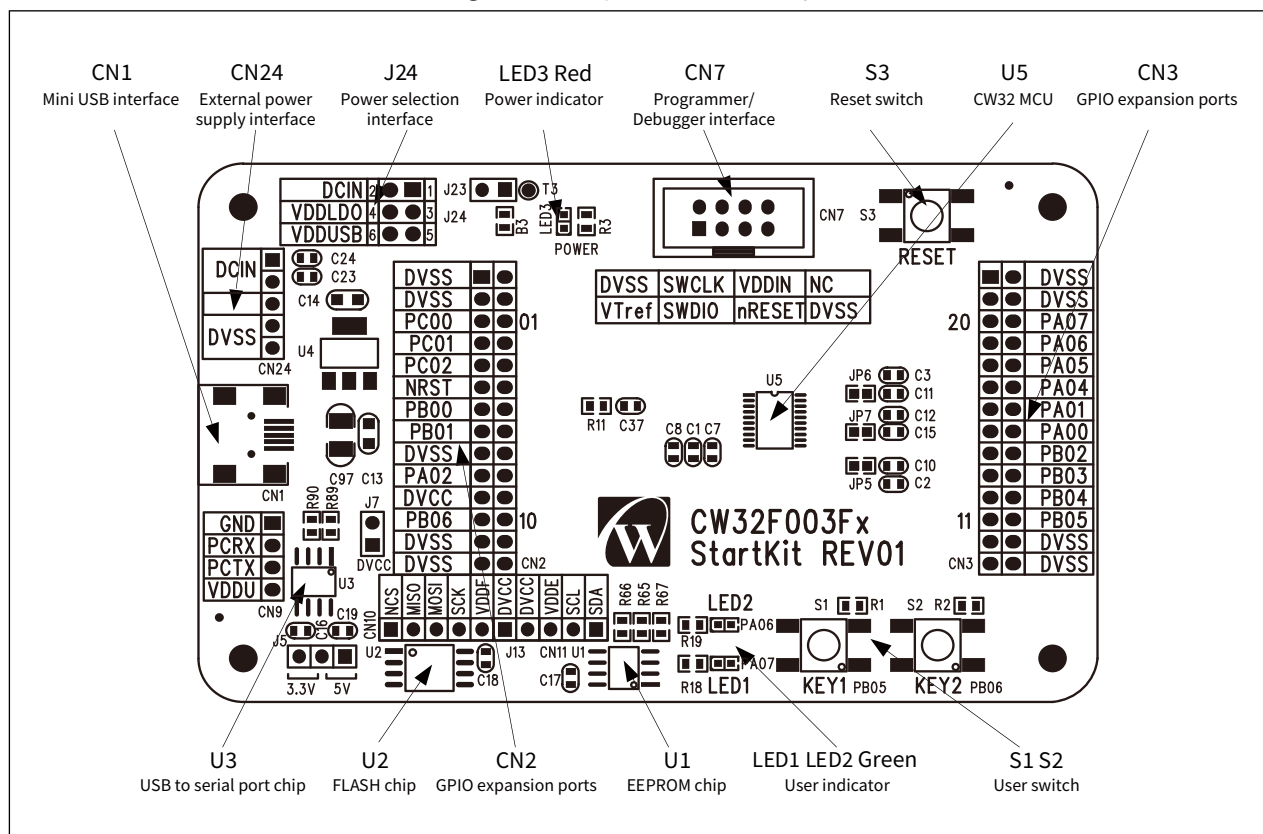 CN1
Mini USB interface
CN24
External power
supply interface
J24
Power selection
interface
LED3 Red
Power indicator
CN7
Programmer/
Debugger interface
S3
Reset switch
U5
CW32 MCU
CN3
GPIO expansion ports
DCIN 2 1
VDDLDO 4 3
VDDUSB 6 5
J23
J24
T3
B3
LED3
R3
POWER
CN7
S3
RESET
DCIN
DVSS
CN24
C24
C23
C14
U4
C97
C13
CN1
DVSS
DVSS
PC00
PC01
PC02
NRST
PB00
PB01
DVSS
PA02
DVCC
PB06
DVSS
DVSS
01
10
CN2
DVSS SWCLK VDDIN NC
VTref SWDIO nRESET DVSS
U5
R11
C37
C8
C1
C7
JP6
C3
C11
JP7
C12
C15
C10
JP5
C2
20
11
CN3
DVSS
DVSS
PA07
PA06
PA05
PA04
PA01
PA00
PB02
PB03
PB04
PB05
DVSS
DVSS
W
CW32F003Fx
StartKit REV01
GND
PCRX
PCTX
VDDU
CN9
R90
R89
J7
DVCC
U3
C16
C19
J5
3.3V
5V
CN10
NCS
MISO
MOSI
SCK
VDDF
DVCC
DVCC
VDDE
SCL
SDA
U2
C18
J13
CN11
U1
C17
R66
R65
R67
LED2
PA06
R19
PA07
R18
LED1
S1
R1
KEY1
PB05
S2
R2
KEY2
PB06
U3
USB to serial port chip
U2
FLASH chip
CN2
GPIO expansion ports
U1
EEPROM chip
LED1 LED2 Green
User indicator
S1 S2
User switch